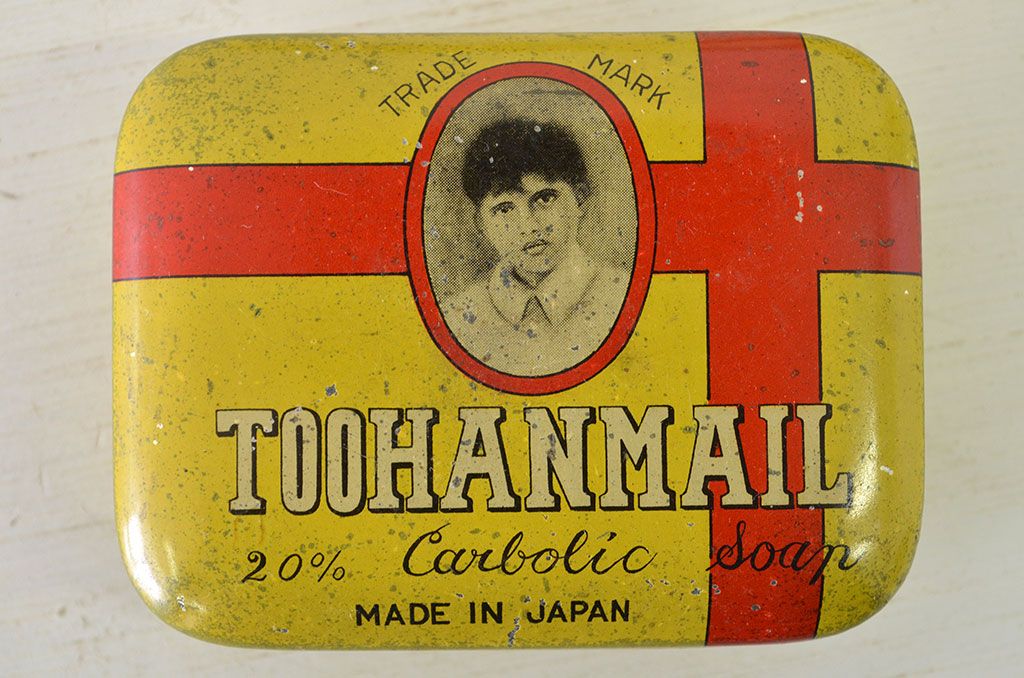 TRADE MARK
TOOHANMAIL
20% Carbolic Soap
MADE IN JAPAN